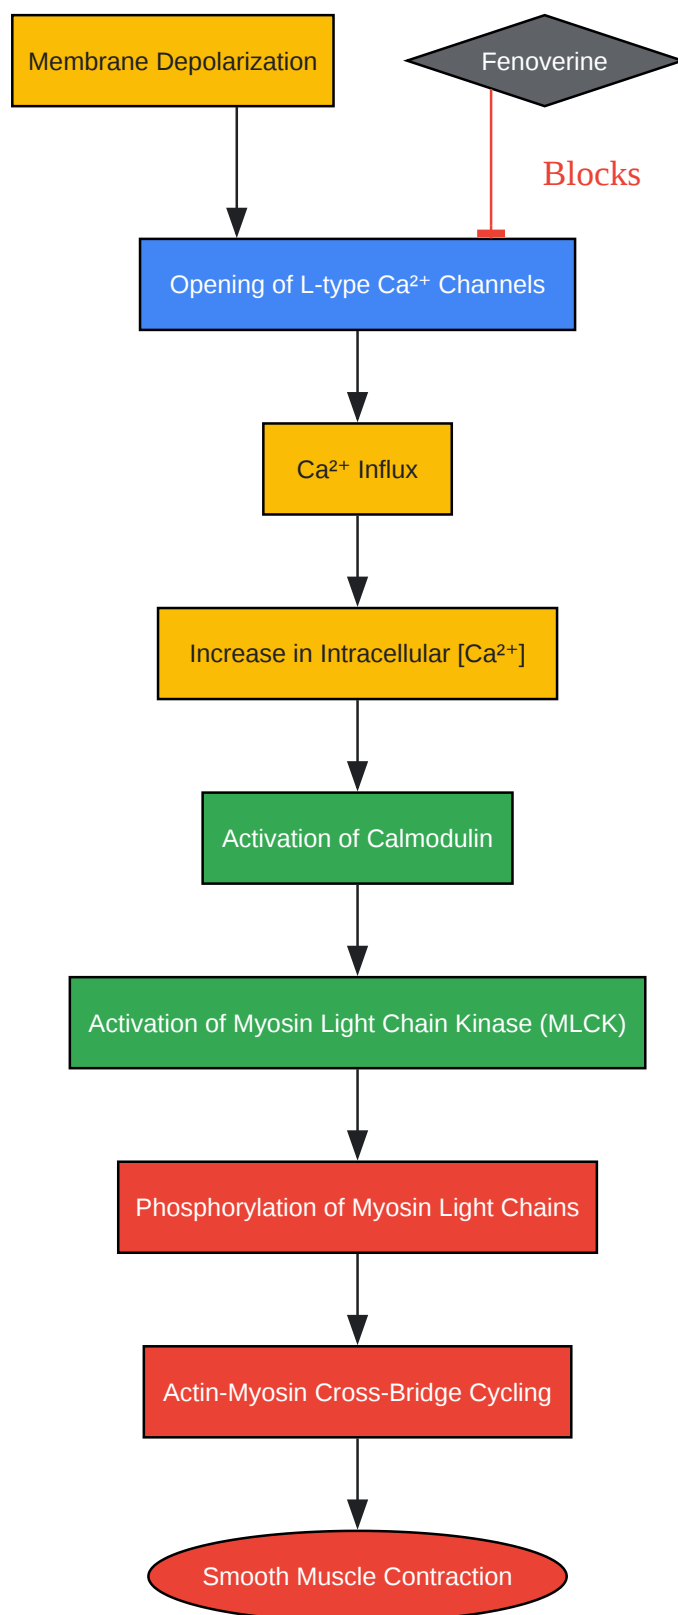 Membrane Depolarization
Fenoverine
Blocks
Opening of L-type Ca²⁺ Channels
Ca²⁺ Influx
Increase in Intracellular [Ca²⁺]
Activation of Calmodulin
Activation of Myosin Light Chain Kinase (MLCK)
Phosphorylation of Myosin Light Chains
Actin-Myosin Cross-Bridge Cycling
Smooth Muscle Contraction